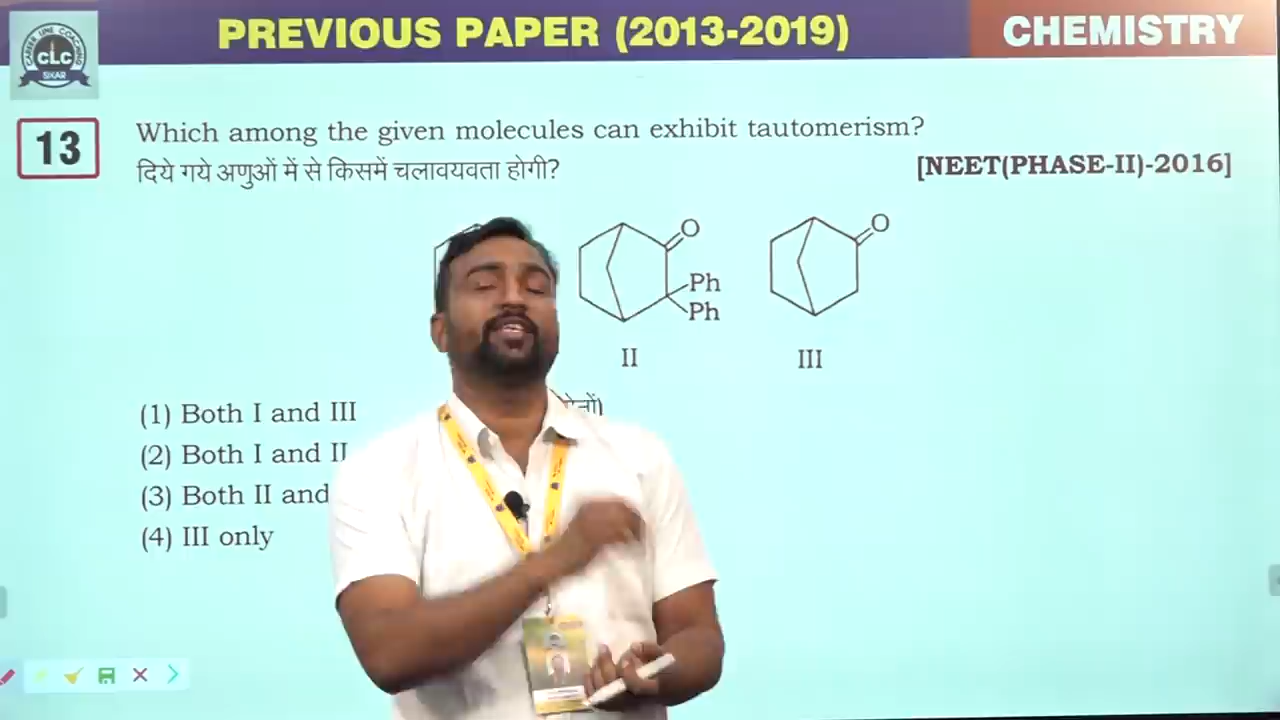 PREVIOUS PAPER (2013-2019)
CHEMISTRY
CLC
SIKAR
13
Which among the given molecules can exhibit tautomerism?
दिये गये अणुओं में से किसमें चलावयवता होगी?
[NEET(PHASE-II)-2016]
O
Ph
Ph
II
O
III
(1) Both I and III
(2) Both I and II
(3) Both II and
(4) III only